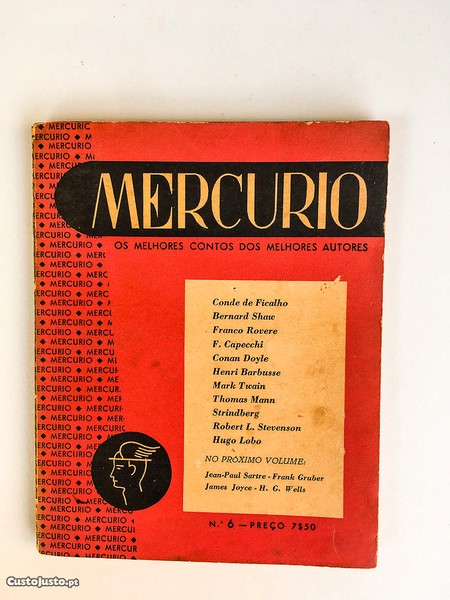 MERCURIO
OS MELHORES CONTOS DOS MELHORES AUTORES
Conde de Ficalho
Bernard Shaw
Franco Rovere
F. Capecchi
Conan Doyle
Henri Barbusse
Mark Twain
Thomas Mann
Strindberg
Robert L. Stevenson
Hugo Lobo
NO PRÓXIMO VOLUME:
Jean-Paul Sartre - Frank Gruber
James Joyce - H. G. Wells
N.º 6 — PREÇO 7$50
CustoJusto.pt